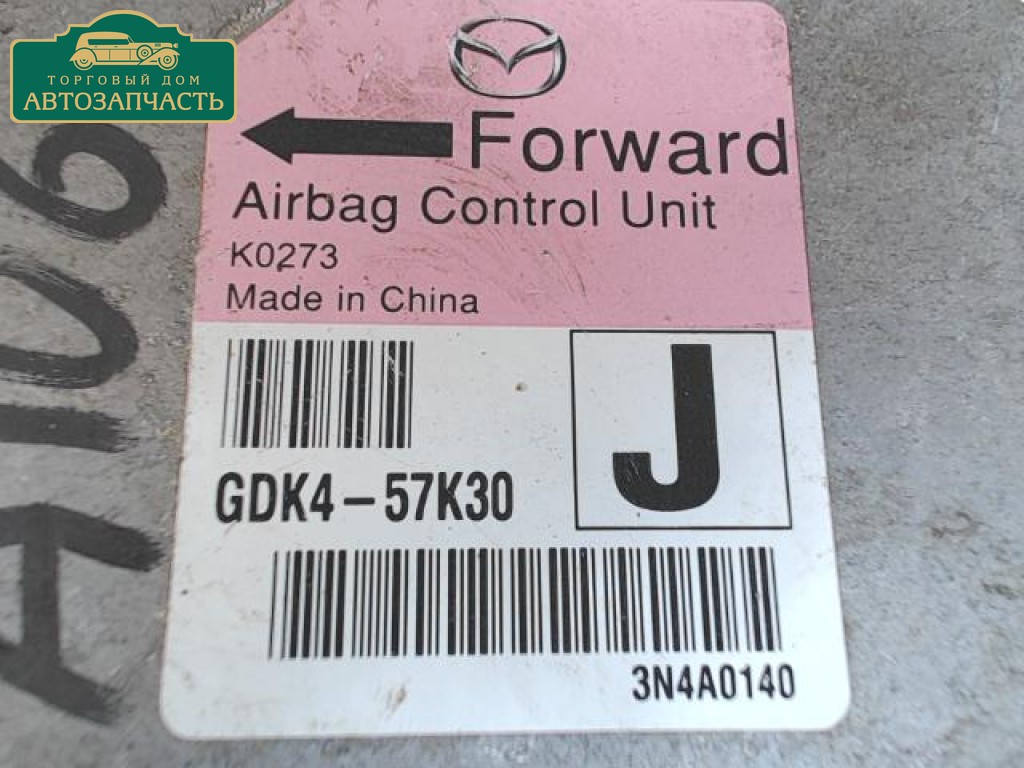 ТОРГОВЫЙ ДОМ
АВТОЗАПЧАСТЬ
Forward
Airbag Control Unit
K0273
Made in China
J
GDK4-57K30
3N4A0140